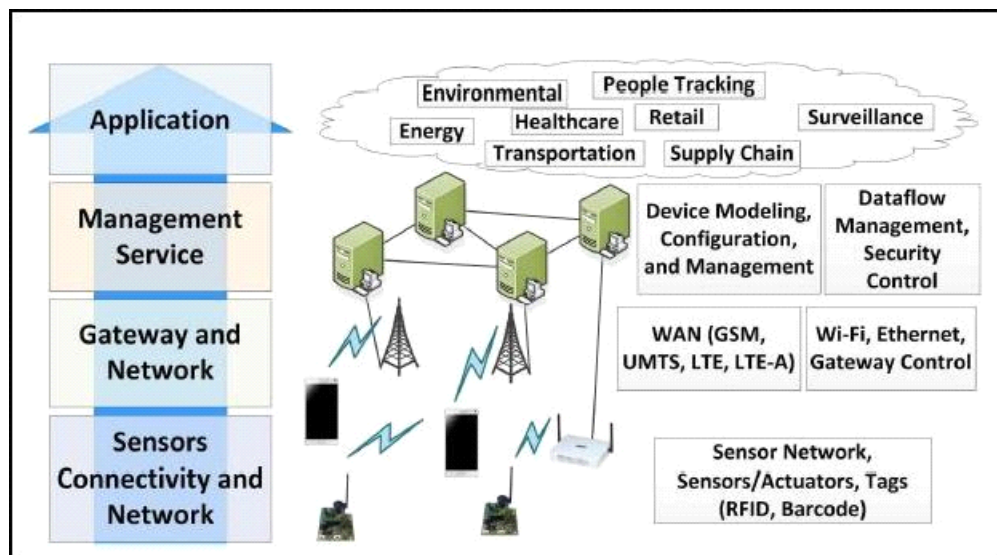 Application
Environmental
People Tracking
Energy
Healthcare
Retail
Surveillance
Transportation
Supply Chain
Management
Service
Device Modeling,
Configuration,
and Management
Dataflow
Management,
Security
Control
Gateway and
Network
WAN (GSM,
UMTS, LTE, LTE-A)
Wi-Fi, Ethernet,
Gateway Control
Sensors
Connectivity and
Network
Sensor Network,
Sensors/Actuators, Tags
(RFID, Barcode)